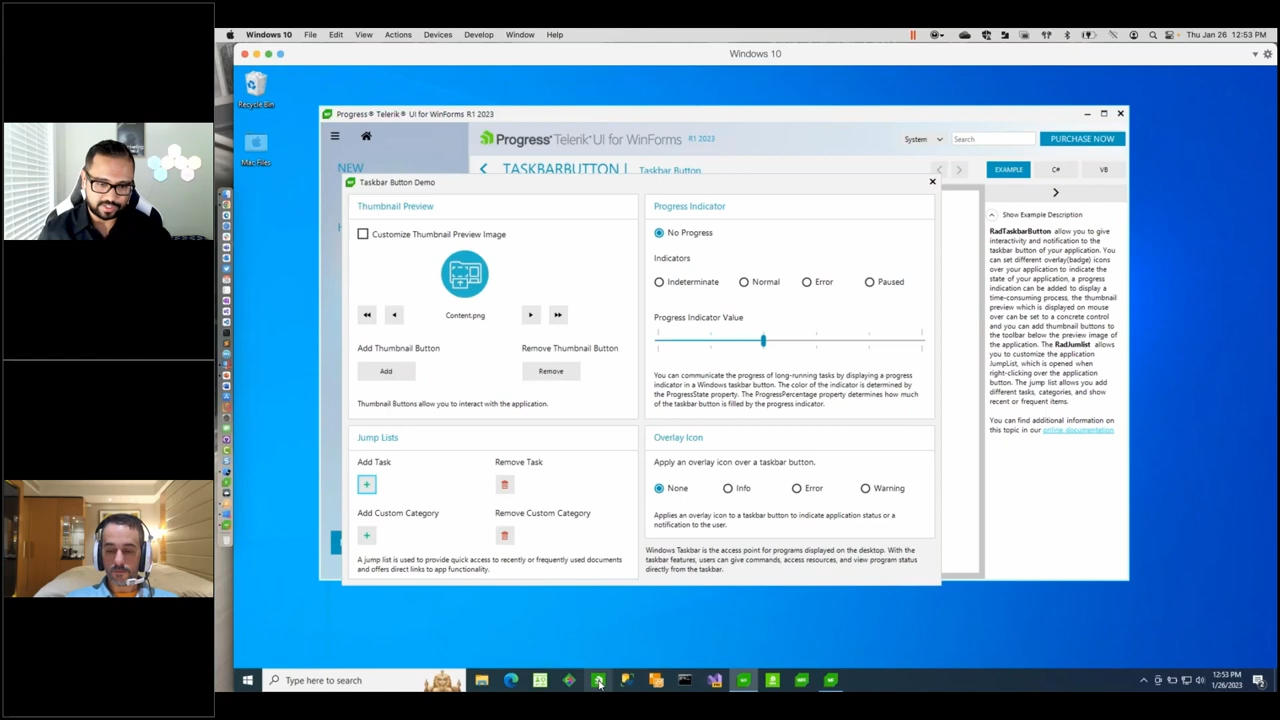 Windows 10 File Edit View Actions Devices Develop Window Help Thu Jan 26 12:53 PM
Windows 10
Recycle Bin
Mac Files
Progress® Telerik® UI for WinForms R1 2023
Progress Telerik UI for WinForms R1 2023
System
Search
PURCHASE NOW
NEW
TASKBARBUTTON | Taskbar Button
EXAMPLE C# VB
Taskbar Button Demo
Thumbnail Preview
Customize Thumbnail Preview Image
Content.png
Add Thumbnail Button Remove Thumbnail Button
Add Remove
Thumbnail Buttons allow you to interact with the application.
Progress Indicator
No Progress
Indicators
Indeterminate Normal Error Paused
Progress Indicator Value
You can communicate the progress of long-running tasks by displaying a progress
indicator in a Windows taskbar button. The color of the indicator is determined by
the ProgressState property. The ProgressPercentage property determines how much
of the taskbar button is filled by the progress indicator.
Jump Lists
Add Task Remove Task
Add Custom Category Remove Custom Category
A jump list is used to provide quick access to recently or frequently used documents
and offers direct links to app functionality.
Overlay Icon
Apply an overlay icon over a taskbar button.
None Info Error Warning
Applies an overlay icon to a taskbar button to indicate application status or a
notification to the user.
Windows Taskbar is the access point for programs displayed on the desktop. With the
taskbar features, users can give commands, access resources, and view program status
directly from the taskbar.
Show Example Description
RadTaskbarButton allow you to give
interactivity and notification to the
taskbar button of your application. You
can set different overlay(badge) icons
over your application to indicate the
state of your application, a progress
indication can be added to display a
time-consuming process, the thumbnail
preview which is displayed on mouse
over can be set to a concrete control
and you can add thumbnail buttons to
the toolbar below the preview image of
the application. The RadJumlist allows
you to customize the application
JumpList, which is opened when
right-clicking over the application
button. The jump list allows you add
different tasks, categories, and show
recent or frequent items.
You can find additional information on
this topic in our online documentation.
Type here to search
12:53 PM
1/26/2023